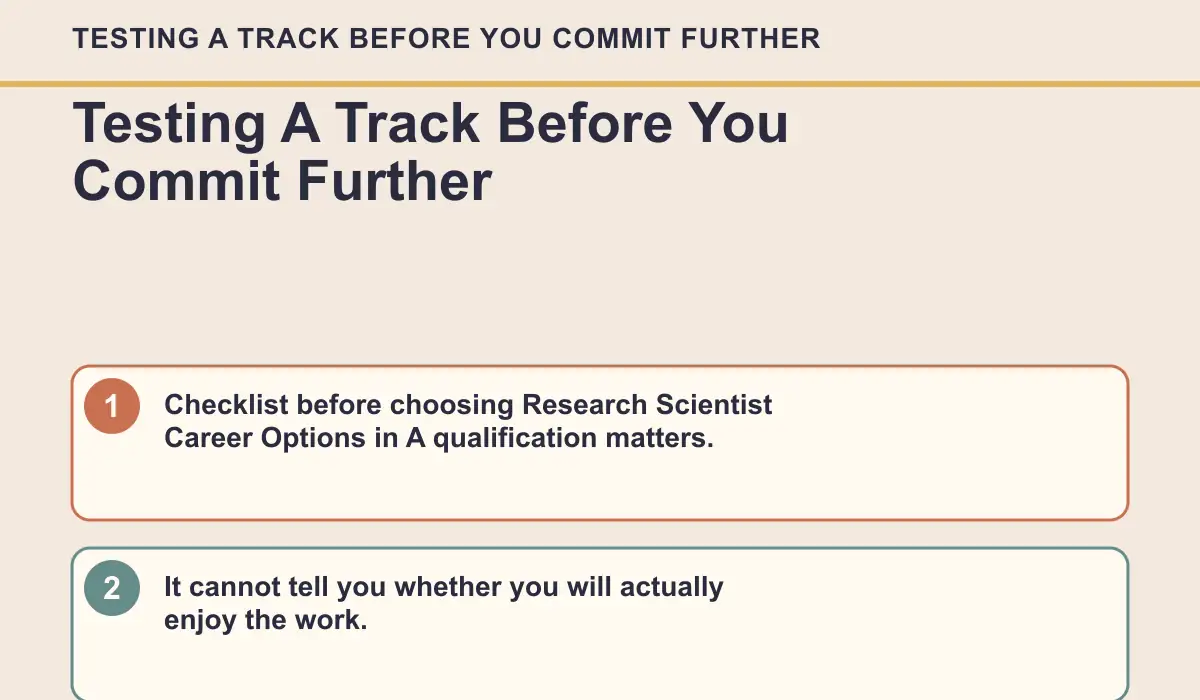 TESTING A TRACK BEFORE YOU COMMIT FURTHER
Testing A Track Before You
Commit Further
1
Checklist before choosing Research Scientist
Career Options in A qualification matters.
2
It cannot tell you whether you will actually
enjoy the work.